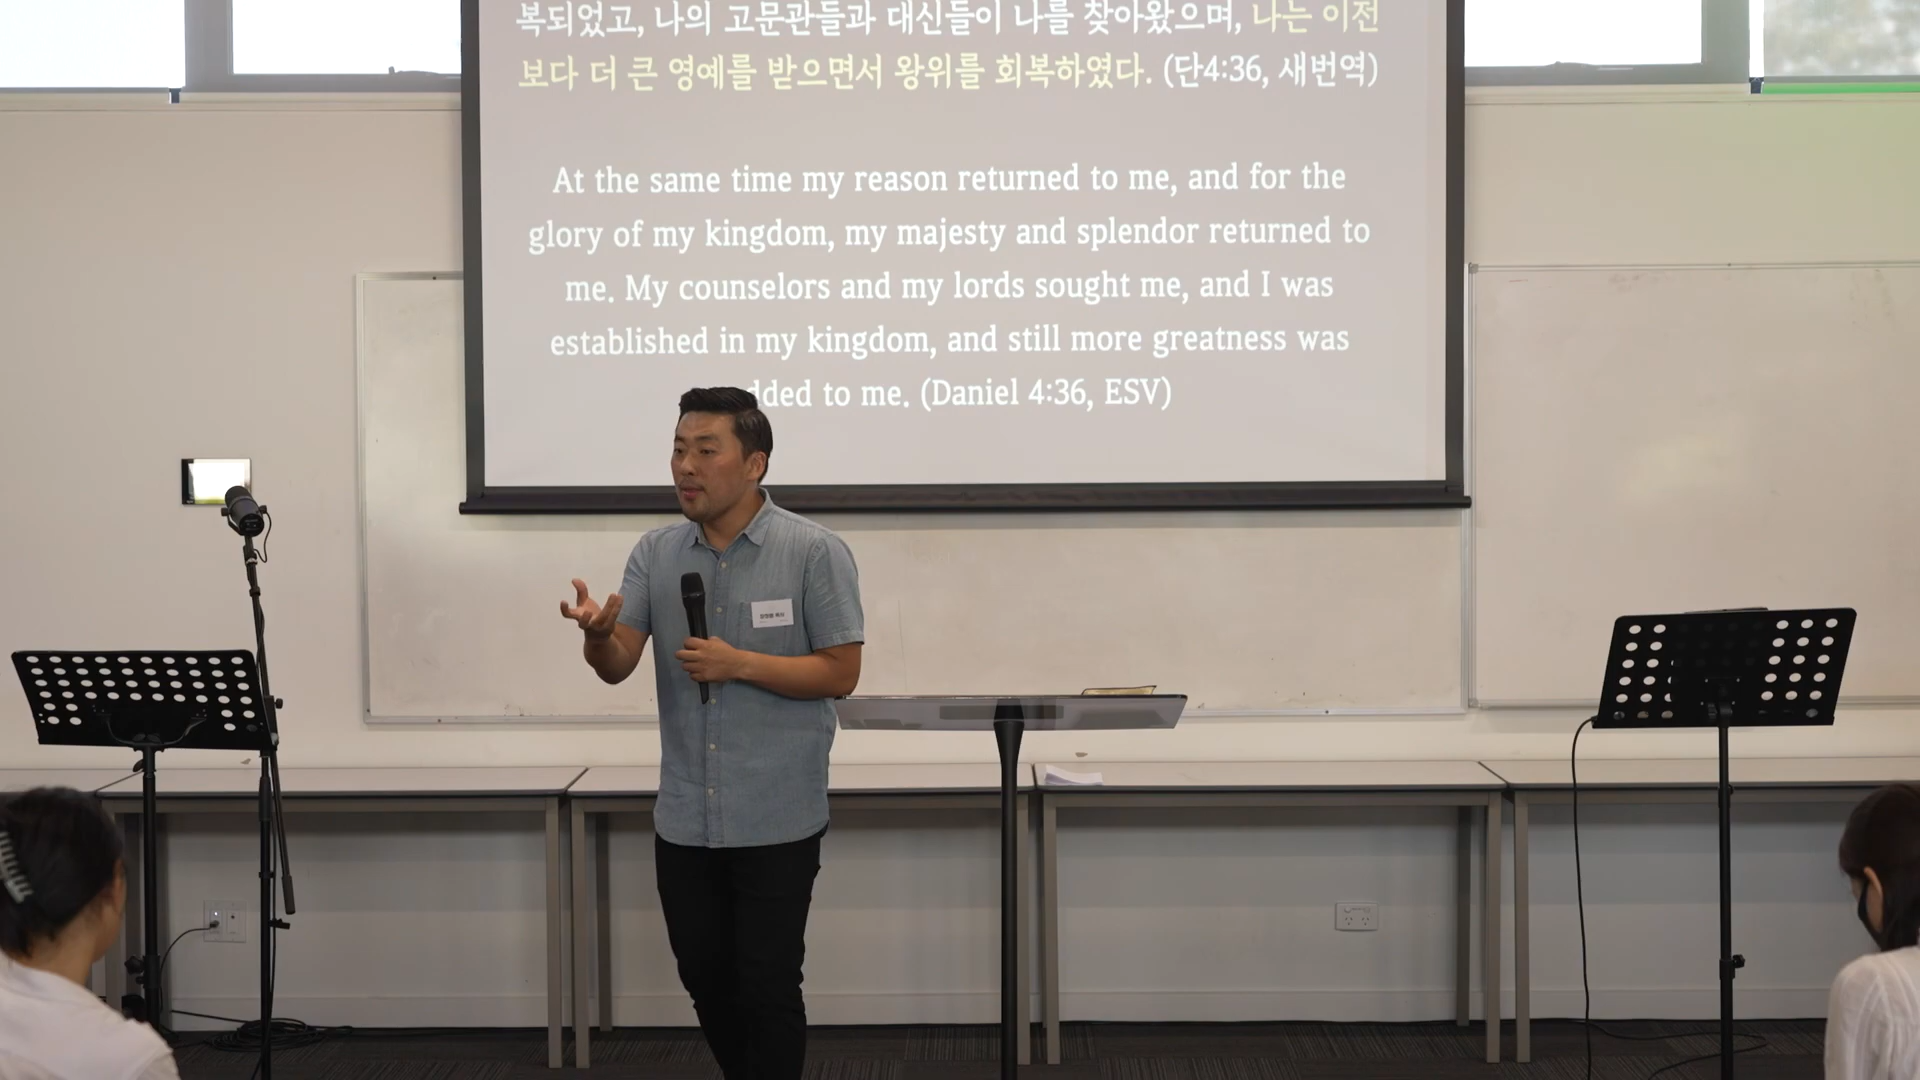 복되었고, 나의 고문관들과 대신들이 나를 찾아왔으며, 나는 이전
보다 더 큰 영예를 받으면서 왕위를 회복하였다. (단4:36, 새번역)
At the same time my reason returned to me, and for the
glory of my kingdom, my majesty and splendor returned to
me. My counselors and my lords sought me, and I was
established in my kingdom, and still more greatness was
dded to me. (Daniel 4:36, ESV)